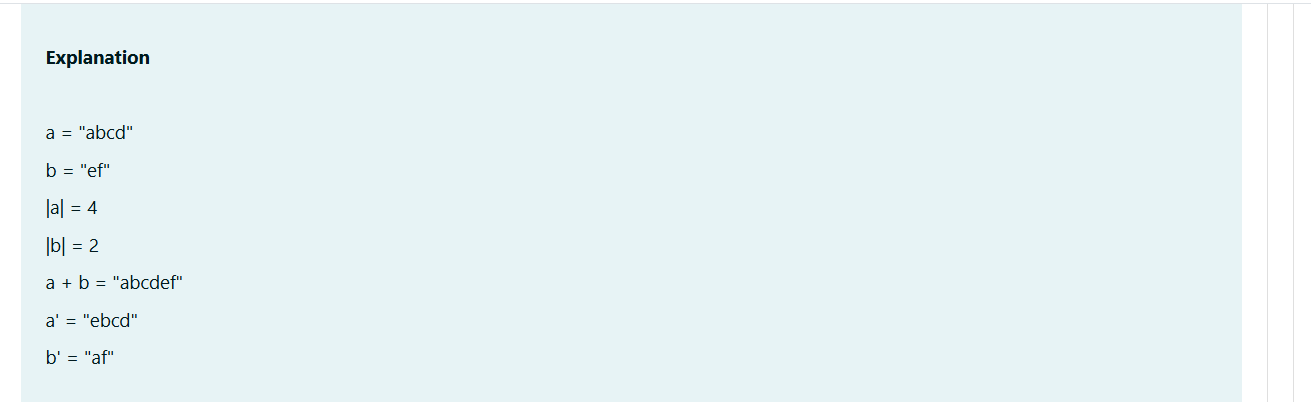 Explanation
a = "abcd"
b = "ef"
|a| = 4
|b| = 2
a + b = "abcdef"
a' = "ebcd"
b' = "af"